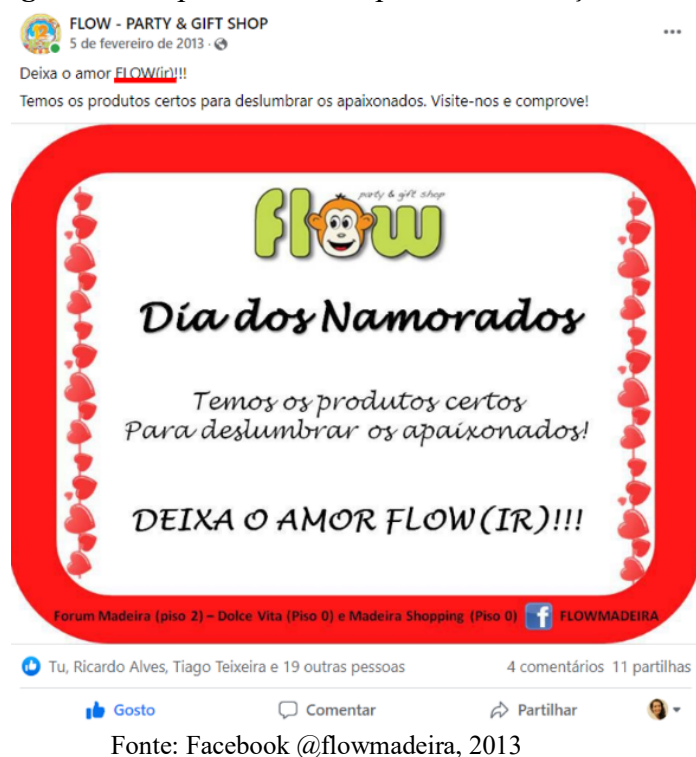 FLOW - PARTY & GIFT SHOP
5 de fevereiro de 2013 ·
Deixa o amor FLOW(ir)!!!
Temos os produtos certos para deslumbrar os apaixonados. Visite-nos e comprove!
party & gift shop
flow
Dia dos Namorados
Temos os produtos certos
Para deslumbrar os apaixonados!
DEIXA O AMOR FLOW(IR)!!!
Forum Madeira (piso 2) – Dolce Vita (Piso 0) e Madeira Shopping (Piso 0) f FLOWMADEIRA
Tu, Ricardo Alves, Tiago Teixeira e 19 outras pessoas 4 comentários 11 partilhas
Gosto Comentar Partilhar
Fonte: Facebook @flowmadeira, 2013